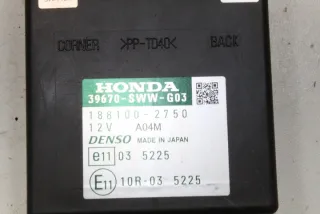 CORNER >PP-TD40< BACK
HONDA
39670-SWW-G03
188100-2750
12V A04M
DENSO MADE IN JAPAN
e11 03 5225
E11 10R-03 5225